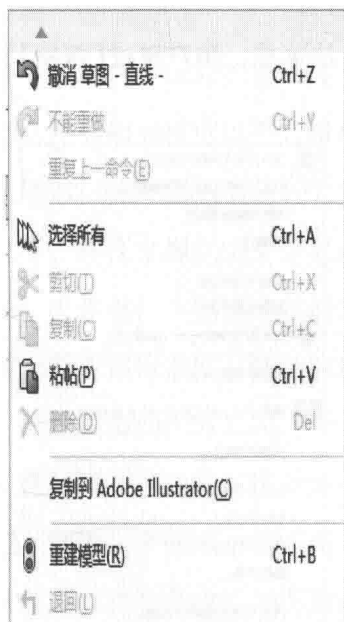 撤消 草图 - 直线 - Ctrl+Z
不能重做 Ctrl+Y
重复上一命令(E)
选择所有 Ctrl+A
剪切(T) Ctrl+X
复制(C) Ctrl+C
粘帖(P) Ctrl+V
删除(D) Del
复制到 Adobe Illustrator(C)
重建模型(R) Ctrl+B
退回(L)